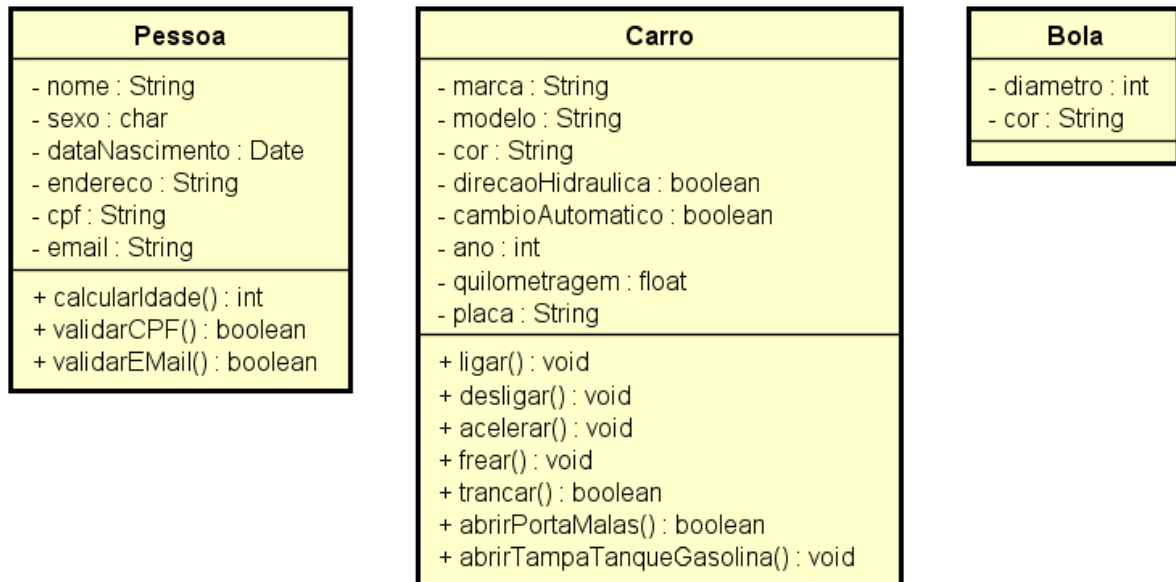 Pessoa
- nome : String
- sexo : char
- dataNascimento : Date
- endereco : String
- cpf : String
- email : String
+ calcularIdade() : int
+ validarCPF() : boolean
+ validarEMail() : boolean
Carro
- marca : String
- modelo : String
- cor : String
- direcaoHidraulica : boolean
- cambioAutomatico : boolean
- ano : int
- quilometragem : float
- placa : String
+ ligar() : void
+ desligar() : void
+ acelerar() : void
+ frear() : void
+ trancar() : boolean
+ abrirPortaMalas() : boolean
+ abrirTampaTanqueGasolina() : void
Bola
- diametro : int
- cor : String